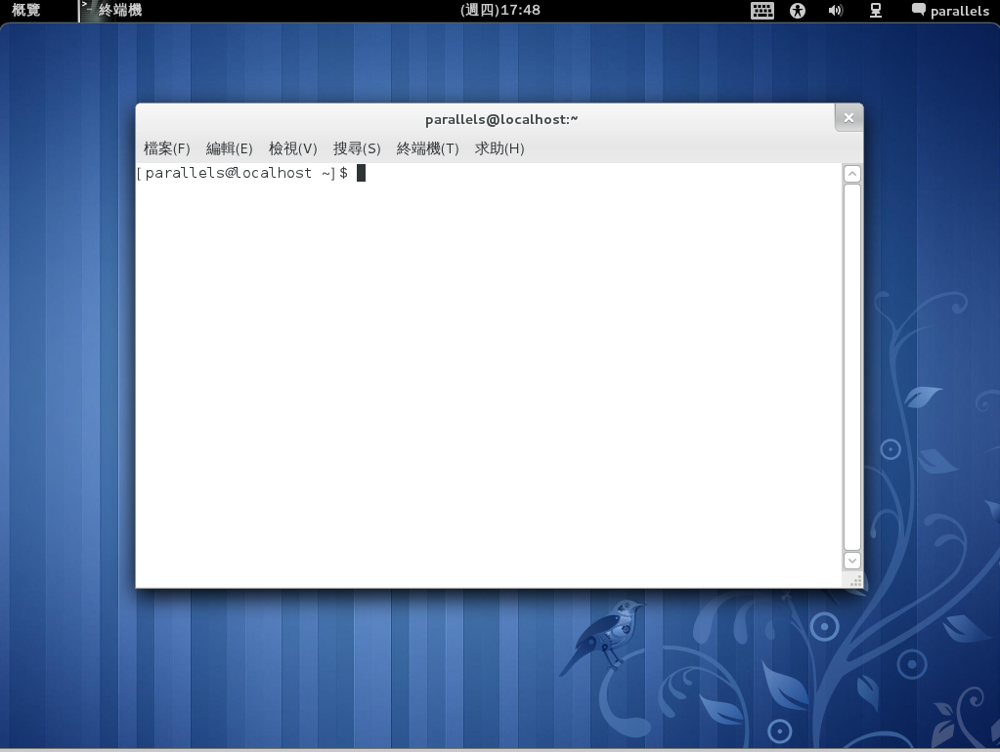 概覽 終端機 (週四)17:48 parallels
parallels@localhost:~
檔案(F) 編輯(E) 檢視(V) 搜尋(S) 終端機(T) 求助(H)
[parallels@localhost ~]$